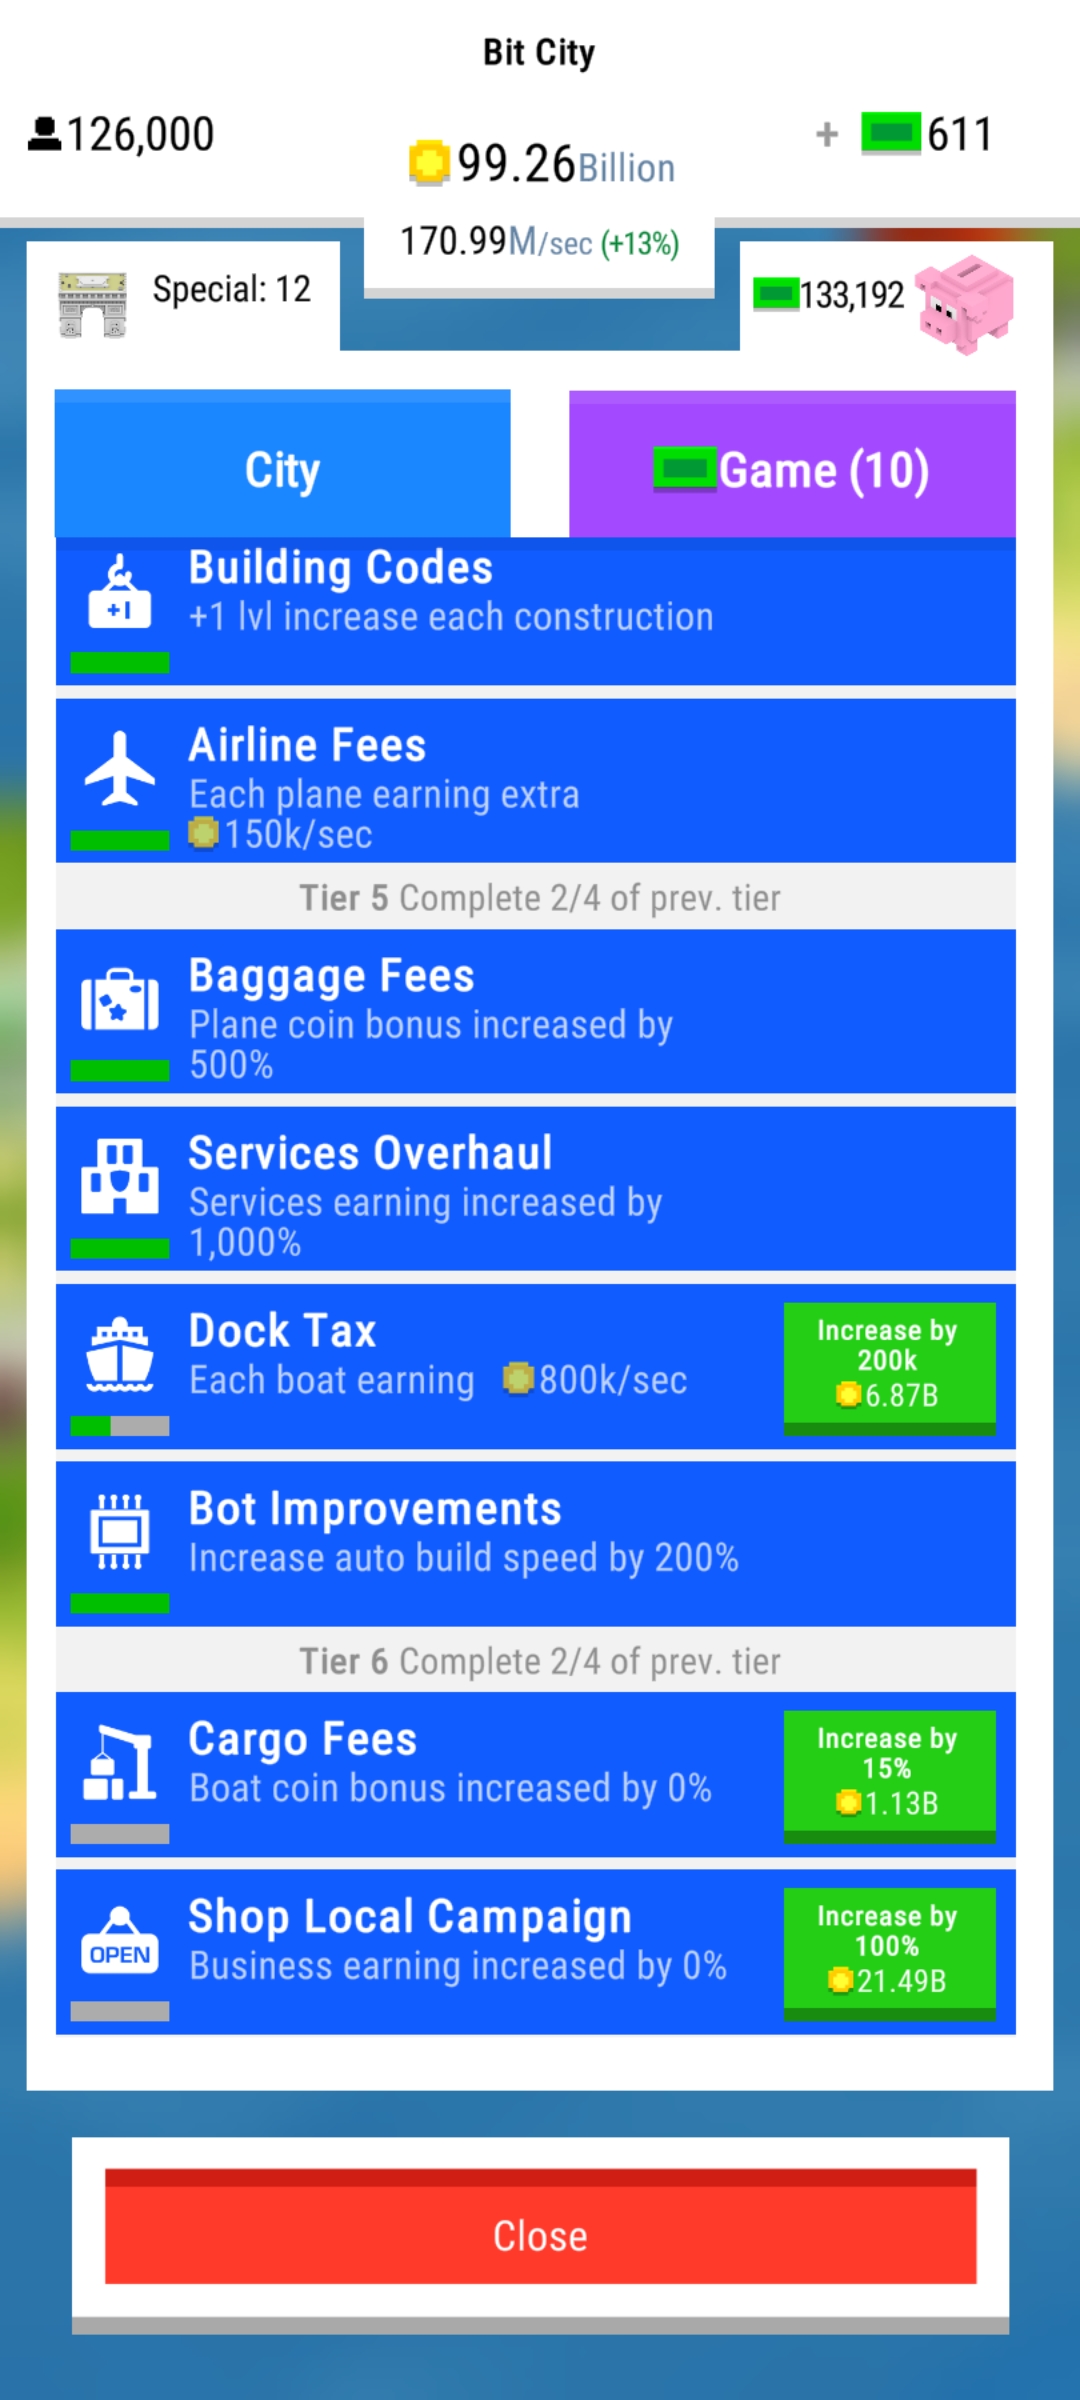 Bit City
126,000
99.26Billion
+ 611
170.99M/sec (+13%)
Special: 12
133,192
City
Game (10)
+1
Building Codes
+1 lvl increase each construction
Airline Fees
Each plane earning extra
150k/sec
Tier 5 Complete 2/4 of prev. tier
Baggage Fees
Plane coin bonus increased by
500%
Services Overhaul
Services earning increased by
1,000%
Dock Tax
Each boat earning 800k/sec
Increase by
200k
6.87B
Bot Improvements
Increase auto build speed by 200%
Tier 6 Complete 2/4 of prev. tier
Cargo Fees
Boat coin bonus increased by 0%
Increase by
15%
1.13B
OPEN
Shop Local Campaign
Business earning increased by 0%
Increase by
100%
21.49B
Close